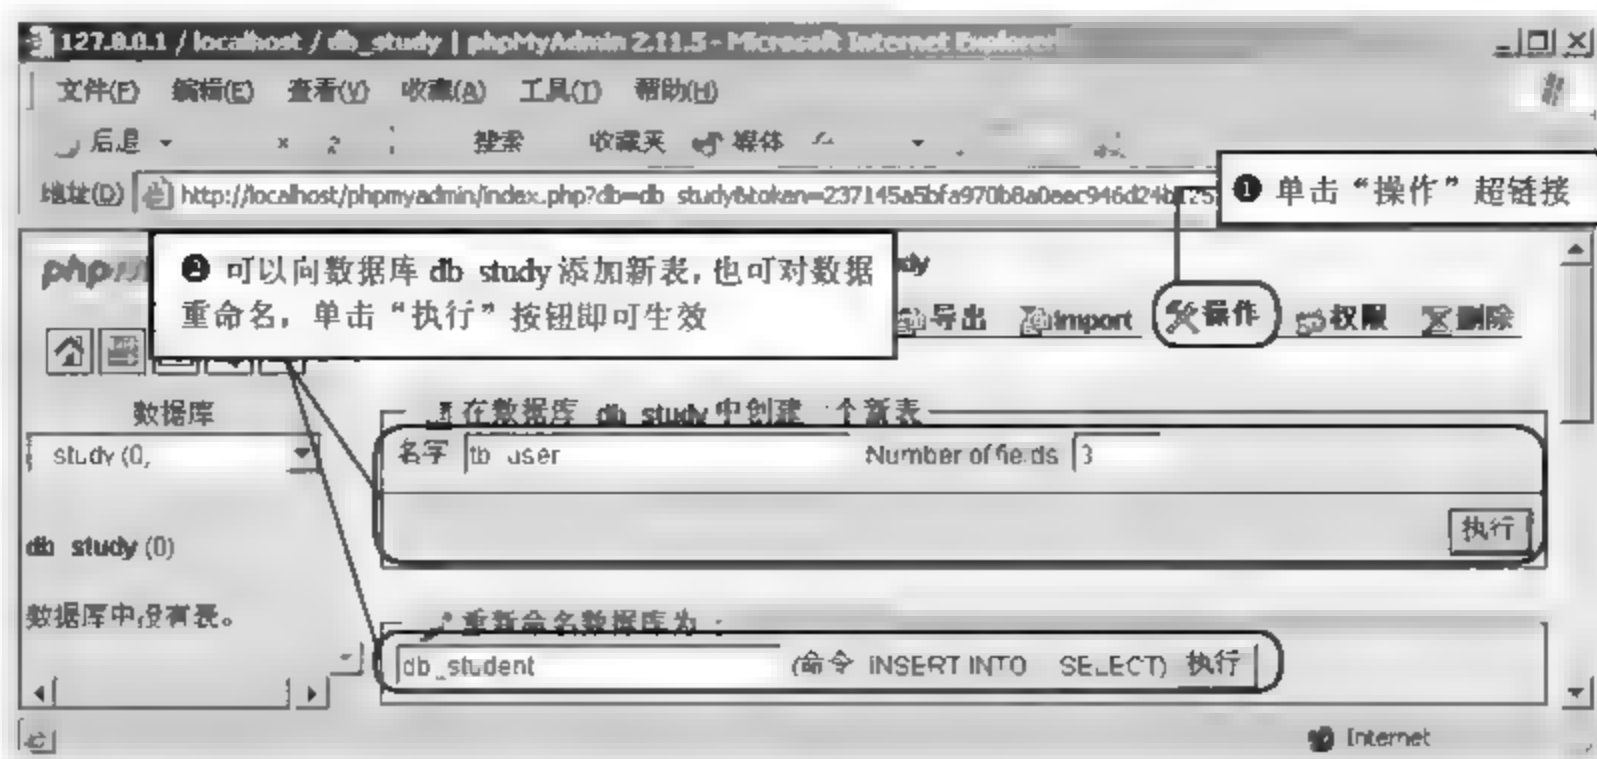 127.0.0.1 / localhost / db_study | phpMyAdmin 2.11.5 - Microsoft Internet Explorer
文件(F) 编辑(E) 查看(V) 收藏(A) 工具(T) 帮助(H)
后退 搜索 收藏夹 媒体
地址(D) http://localhost/phpmyadmin/index.php?db=db_study&token=237145a5bfa970b8a0aec946d24b
❶ 单击“操作”超链接
❷ 可以向数据库 db_study 添加新表，也可对数据
重命名，单击“执行”按钮即可生效
php
导出 Import 操作 权限 删除
数据库
study (0)
db_study (0)
数据库中没有表。
在数据库 db_study 中创建一个新表
名字 tb_user Number of fields 3
执行
重新命名数据库为：
db_student (命令 INSERT INTO SELECT) 执行
Internet